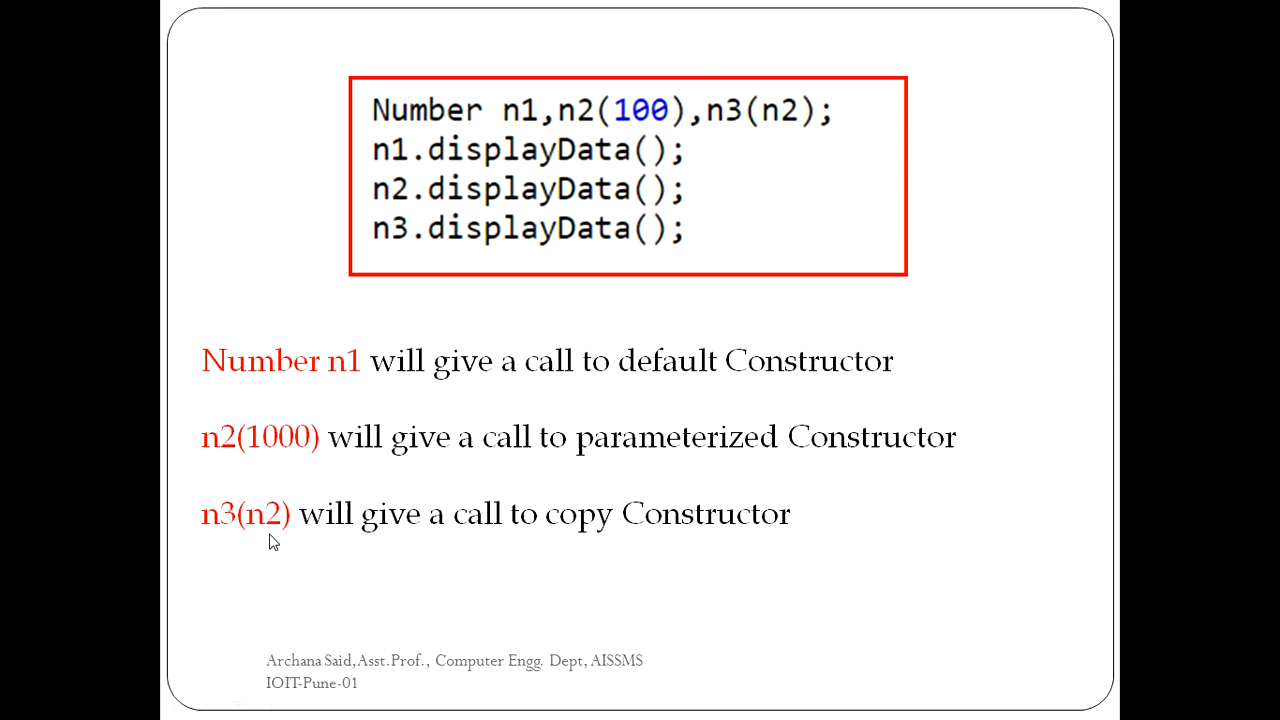 Number n1,n2(100),n3(n2);
n1.displayData();
n2.displayData();
n3.displayData();
Number n1 will give a call to default Constructor
n2(1000) will give a call to parameterized Constructor
n3(n2) will give a call to copy Constructor
Archana Said,Asst.Prof., Computer Engg. Dept, AISSMS
IOIT-Pune-01